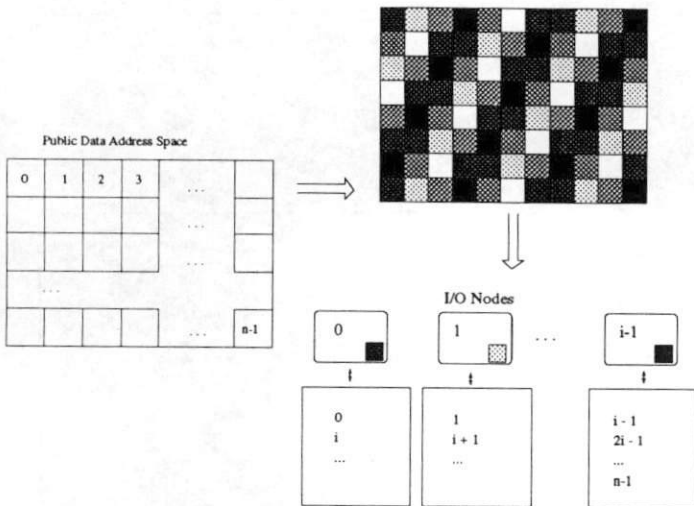 Public Data Address Space
0 1 2 3 ...
...
...
...
... n-1
I/O Nodes
0 1 ... i-1
0
i
...
1
i + 1
...
i - 1
2i - 1
...
n-1